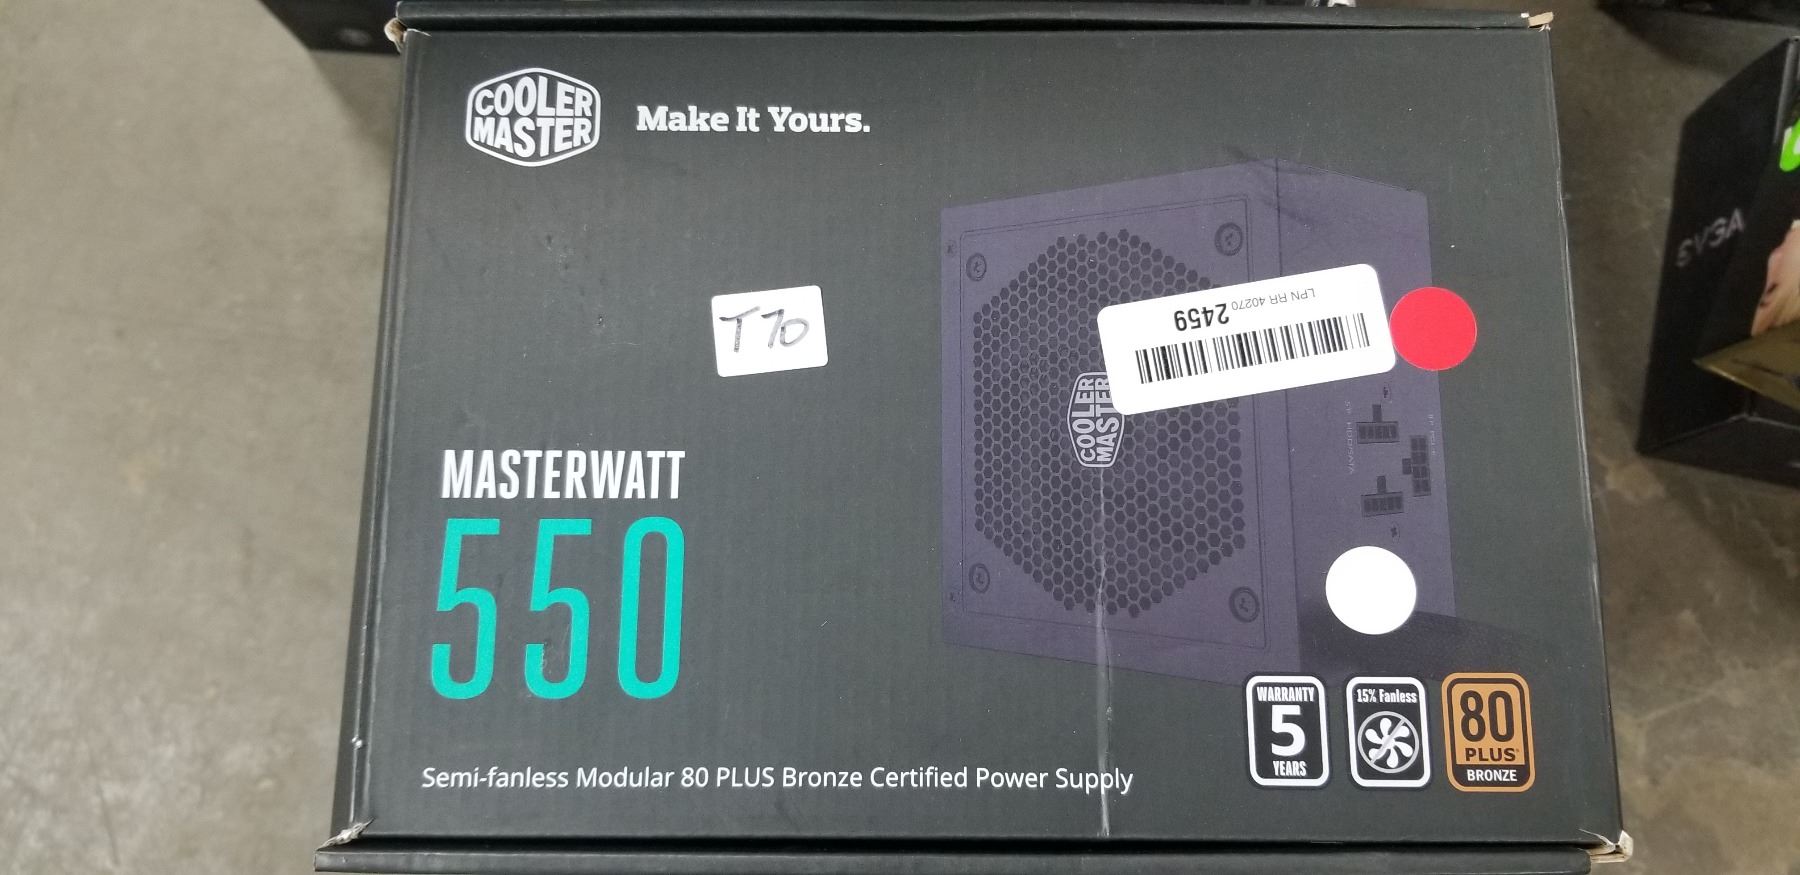 COOLER
MASTER
Make It Yours.
T70
LPN RR 40270
2459
COOLER
MASTER
EVGA
MASTERWATT
550
WARRANTY
5
YEARS
15% Fanless
80
PLUS
BRONZE
Semi-fanless Modular 80 PLUS Bronze Certified Power Supply